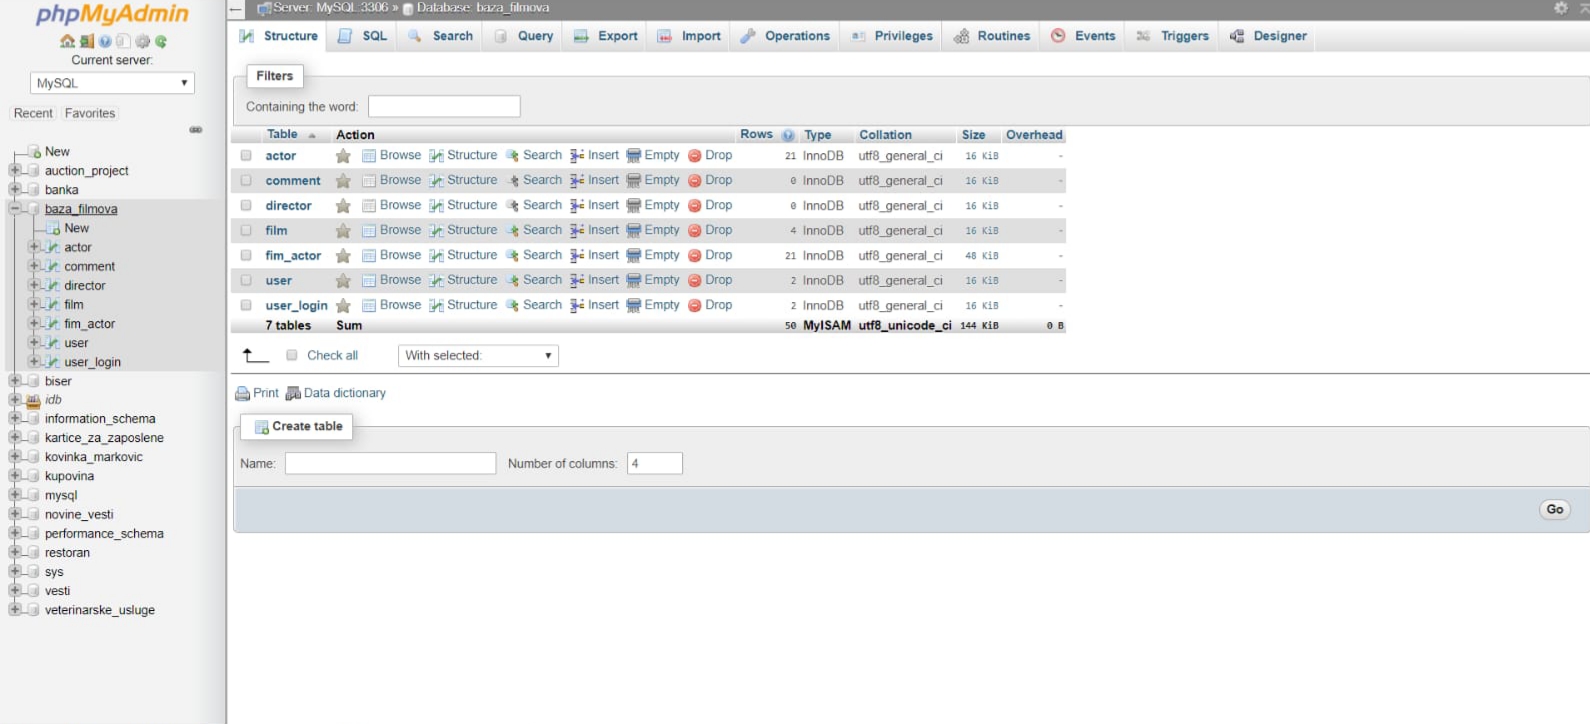 phpMyAdmin
Current server:
MySQL
Recent Favorites
New
auction_project
banka
baza_filmova
New
actor
comment
director
film
fim_actor
user
user_login
biser
idb
information_schema
kartice_za_zaposlene
kovinka_markovic
kupovina
mysql
novine_vesti
performance_schema
restoran
sys
vesti
veterinarske_usluge
Server: MySQL:3306 » Database: baza_filmova
Structure SQL Search Query Export Import Operations Privileges Routines Events Triggers Designer
Filters
Containing the word:
Table Action Rows Type Collation Size Overhead
actor Browse Structure Search Insert Empty Drop 21 InnoDB utf8_general_ci 16 KiB -
comment Browse Structure Search Insert Empty Drop 0 InnoDB utf8_general_ci 16 KiB -
director Browse Structure Search Insert Empty Drop 0 InnoDB utf8_general_ci 16 KiB -
film Browse Structure Search Insert Empty Drop 4 InnoDB utf8_general_ci 16 KiB -
fim_actor Browse Structure Search Insert Empty Drop 21 InnoDB utf8_general_ci 48 KiB -
user Browse Structure Search Insert Empty Drop 2 InnoDB utf8_general_ci 16 KiB -
user_login Browse Structure Search Insert Empty Drop 2 InnoDB utf8_general_ci 16 KiB -
7 tables Sum 50 MyISAM utf8_unicode_ci 144 KiB 0 B
Check all With selected:
Print Data dictionary
Create table
Name: Number of columns: 4
Go